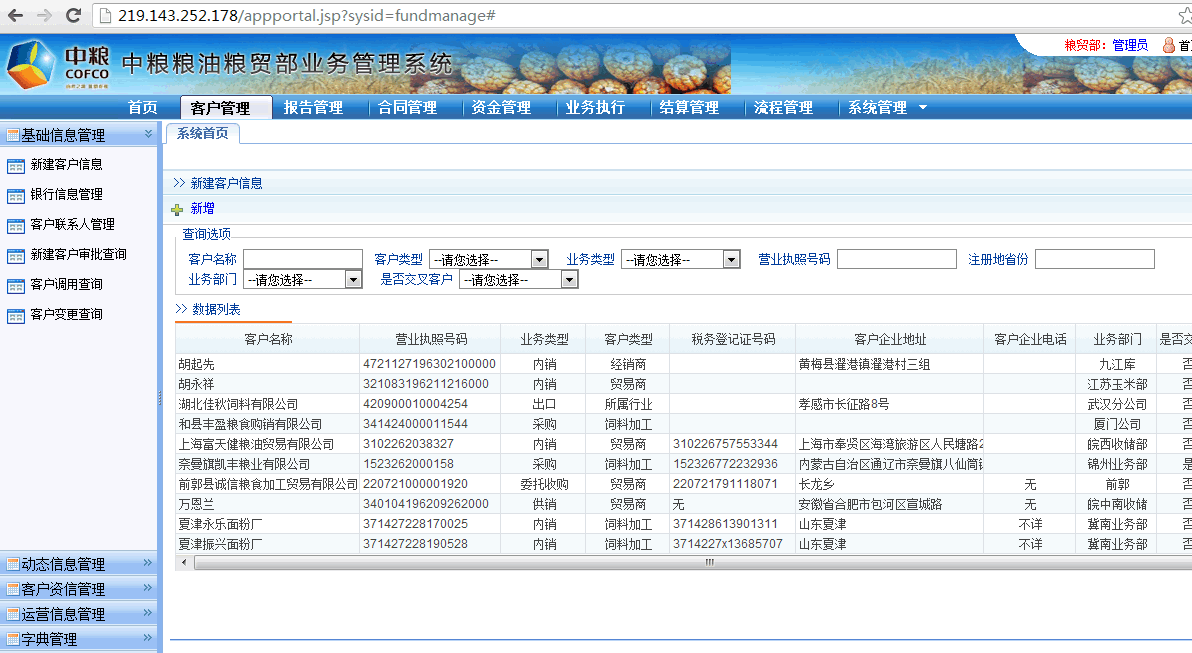 219.143.252.178/appportal.jsp?sysid=fundmanage#
中粮 COFCO 中粮粮油粮贸部业务管理系统 粮贸部：管理员
首页 客户管理 报告管理 合同管理 资金管理 业务执行 结算管理 流程管理 系统管理
基础信息管理 系统首页
新建客户信息
银行信息管理
客户联系人管理
新建客户审批查询
客户调用查询
客户变更查询
动态信息管理
客户资信管理
运营信息管理
字典管理
新建客户信息
新增
查询选项
客户名称 客户类型 --请您选择-- 业务类型 --请您选择-- 营业执照号码 注册地省份
业务部门 --请您选择-- 是否交叉客户 --请您选择--
数据列表
客户名称 营业执照号码 业务类型 客户类型 税务登记证号码 客户企业地址 客户企业电话 业务部门 是否交
胡起先 4721127196302100000 内销 经销商 黄梅县濯港镇濯港村三组 九江库 否
胡永祥 321083196211216000 内销 贸易商 江苏玉米部 否
湖北佳秋饲料有限公司 420900010004254 出口 所属行业 孝感市长征路8号 武汉分公司 否
和县丰盈粮食购销有限公司 341424000011544 采购 饲料加工 厦门公司 否
上海富天健粮油贸易有限公司 3102262038327 内销 贸易商 310226757553344 上海市奉贤区海湾旅游区人民塘路2 皖西收储部 否
奈曼旗凯丰粮业有限公司 1523262000158 采购 饲料加工 152326772232936 内蒙古自治区通辽市奈曼旗八仙筒镇 锦州业务部 是
前郭县诚信粮食加工贸易有限公司 220721000001920 委托收购 贸易商 220721791118071 长龙乡 无 前郭 否
万恩兰 340104196209262000 供销 贸易商 无 安徽省合肥市包河区宣城路 无 皖中南收储 否
夏津永乐面粉厂 371427228170025 内销 饲料加工 371428613901311 山东夏津 不详 冀南业务部 否
夏津振兴面粉厂 371427228190528 内销 饲料加工 3714227x13685707 山东夏津 不详 冀南业务部 否